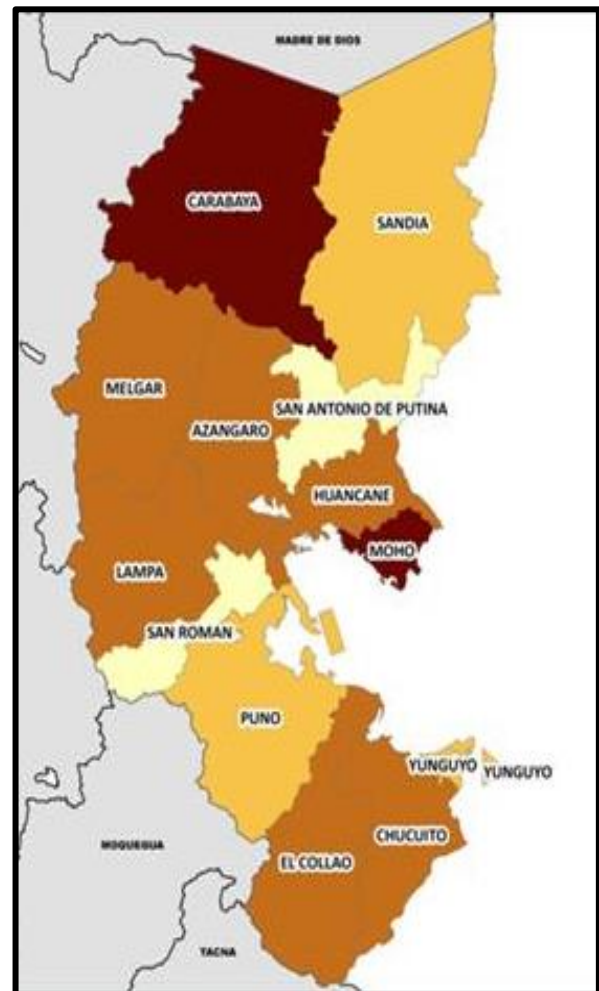 MADRE DE DIOS
CARABAYA
SANDIA
MELGAR
SAN ANTONIO DE PUTINA
AZANGARO
HUANCANE
MOHO
LAMPA
SAN ROMAN
PUNO
YUNGUYO
YUNGUYO
CHUCUITO
MOQUEGUA
EL COLLAO
TACNA